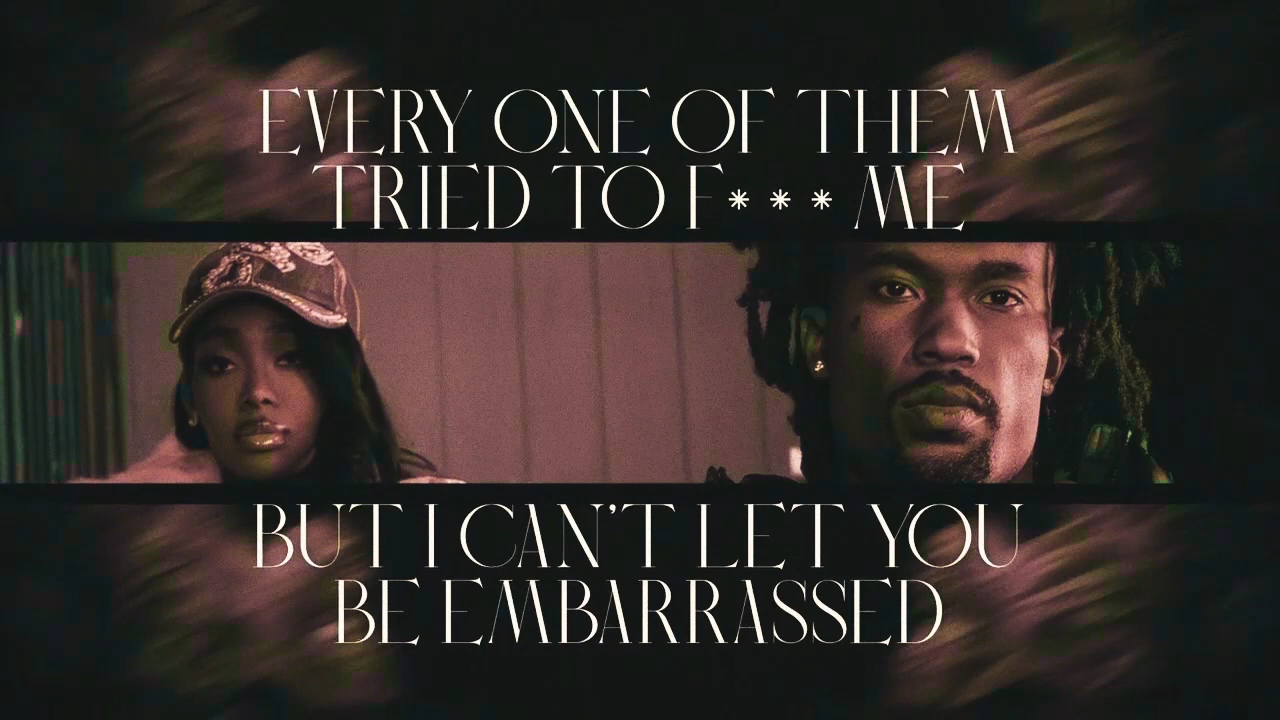 EVERY ONE OF THEM
TRIED TO F*** ME
BUT I CAN'T LET YOU
BE EMBARRASSED